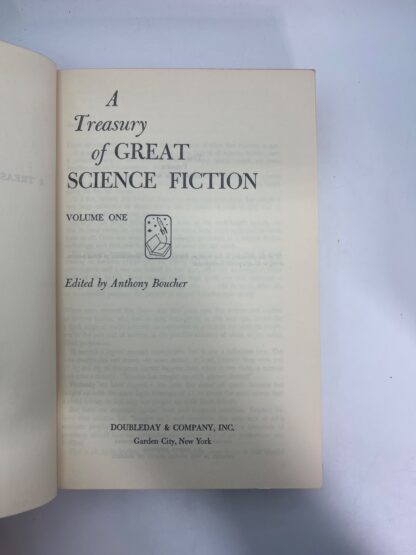 A
Treasury
of GREAT
SCIENCE FICTION
VOLUME ONE
Edited by Anthony Boucher
DOUBLEDAY & COMPANY, INC.
Garden City, New York